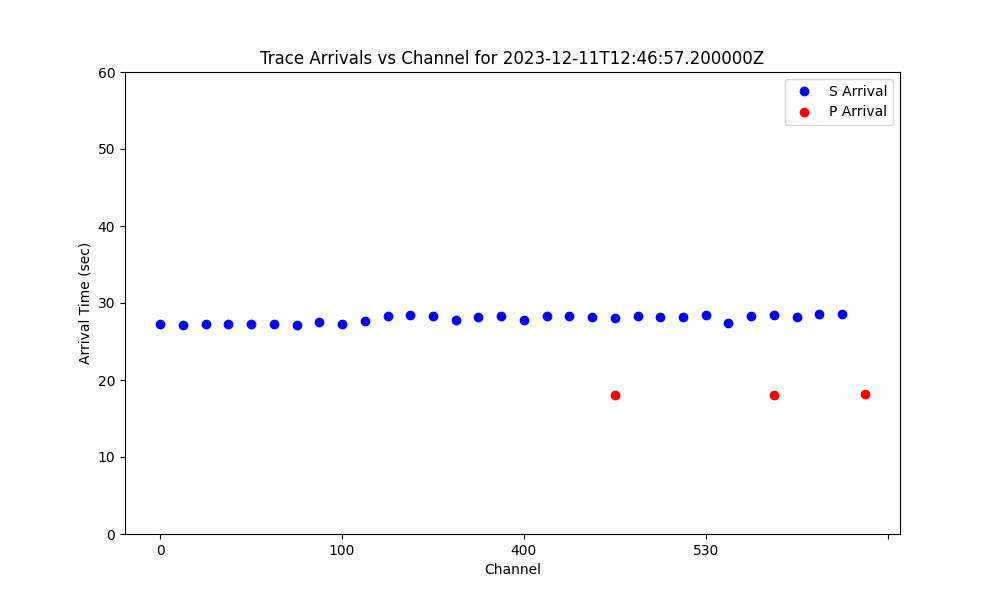 Trace Arrivals vs Channel for 2023-12-11T12:46:57.200000Z
S Arrival
P Arrival
60
50
40
30
20
10
0
Arrival Time (sec)
0 100 400 530
Channel